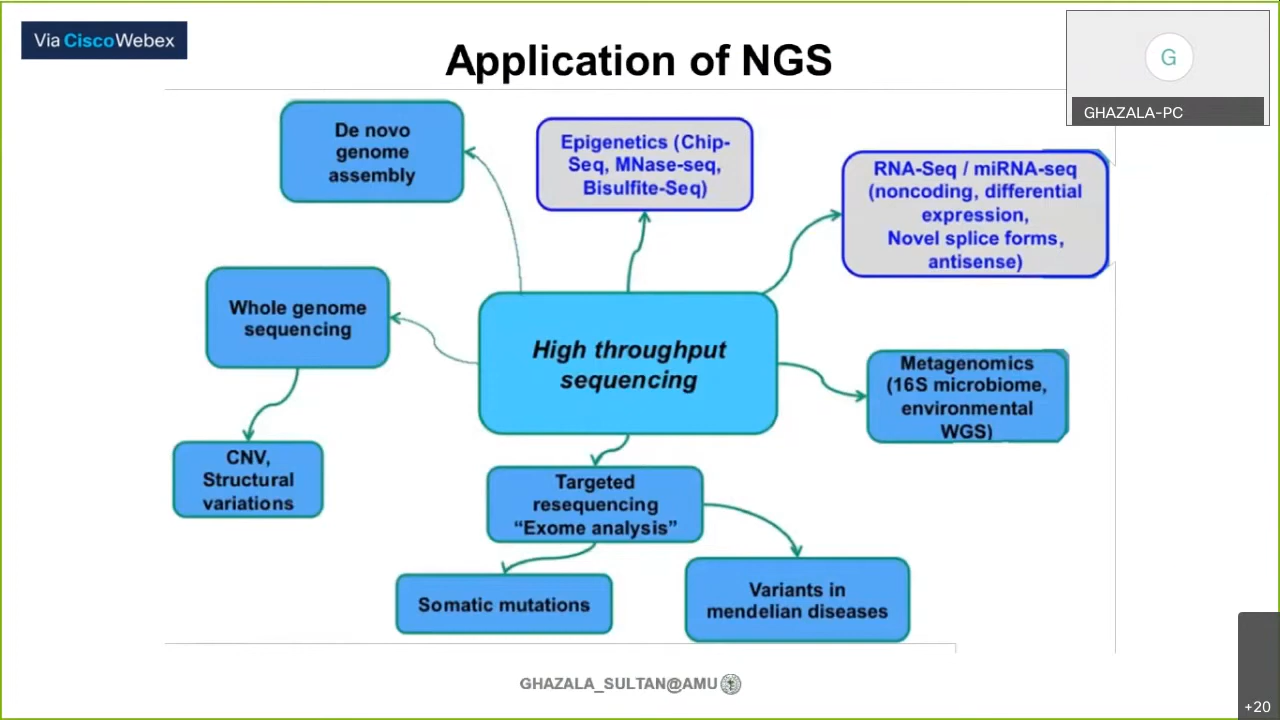 Via Cisco Webex
Application of NGS
G
GHAZALA-PC
De novo
genome
assembly
Epigenetics (Chip-
Seq, MNase-seq,
Bisulfite-Seq)
RNA-Seq / miRNA-seq
(noncoding, differential
expression,
Novel splice forms,
antisense)
Whole genome
sequencing
High throughput
sequencing
Metagenomics
(16S microbiome,
environmental
WGS)
CNV,
Structural
variations
Targeted
resequencing
“Exome analysis”
Somatic mutations
Variants in
mendelian diseases
GHAZALA_SULTAN@AMU
+20